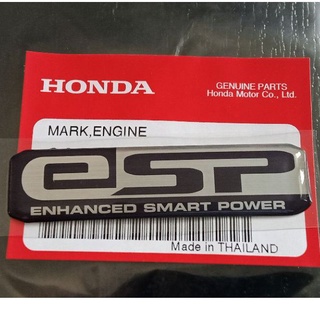 HONDA
GENUINE PARTS
Honda Motor Co., Ltd.
MARK,ENGINE
eSP
ENHANCED SMART POWER
Made in THAILAND